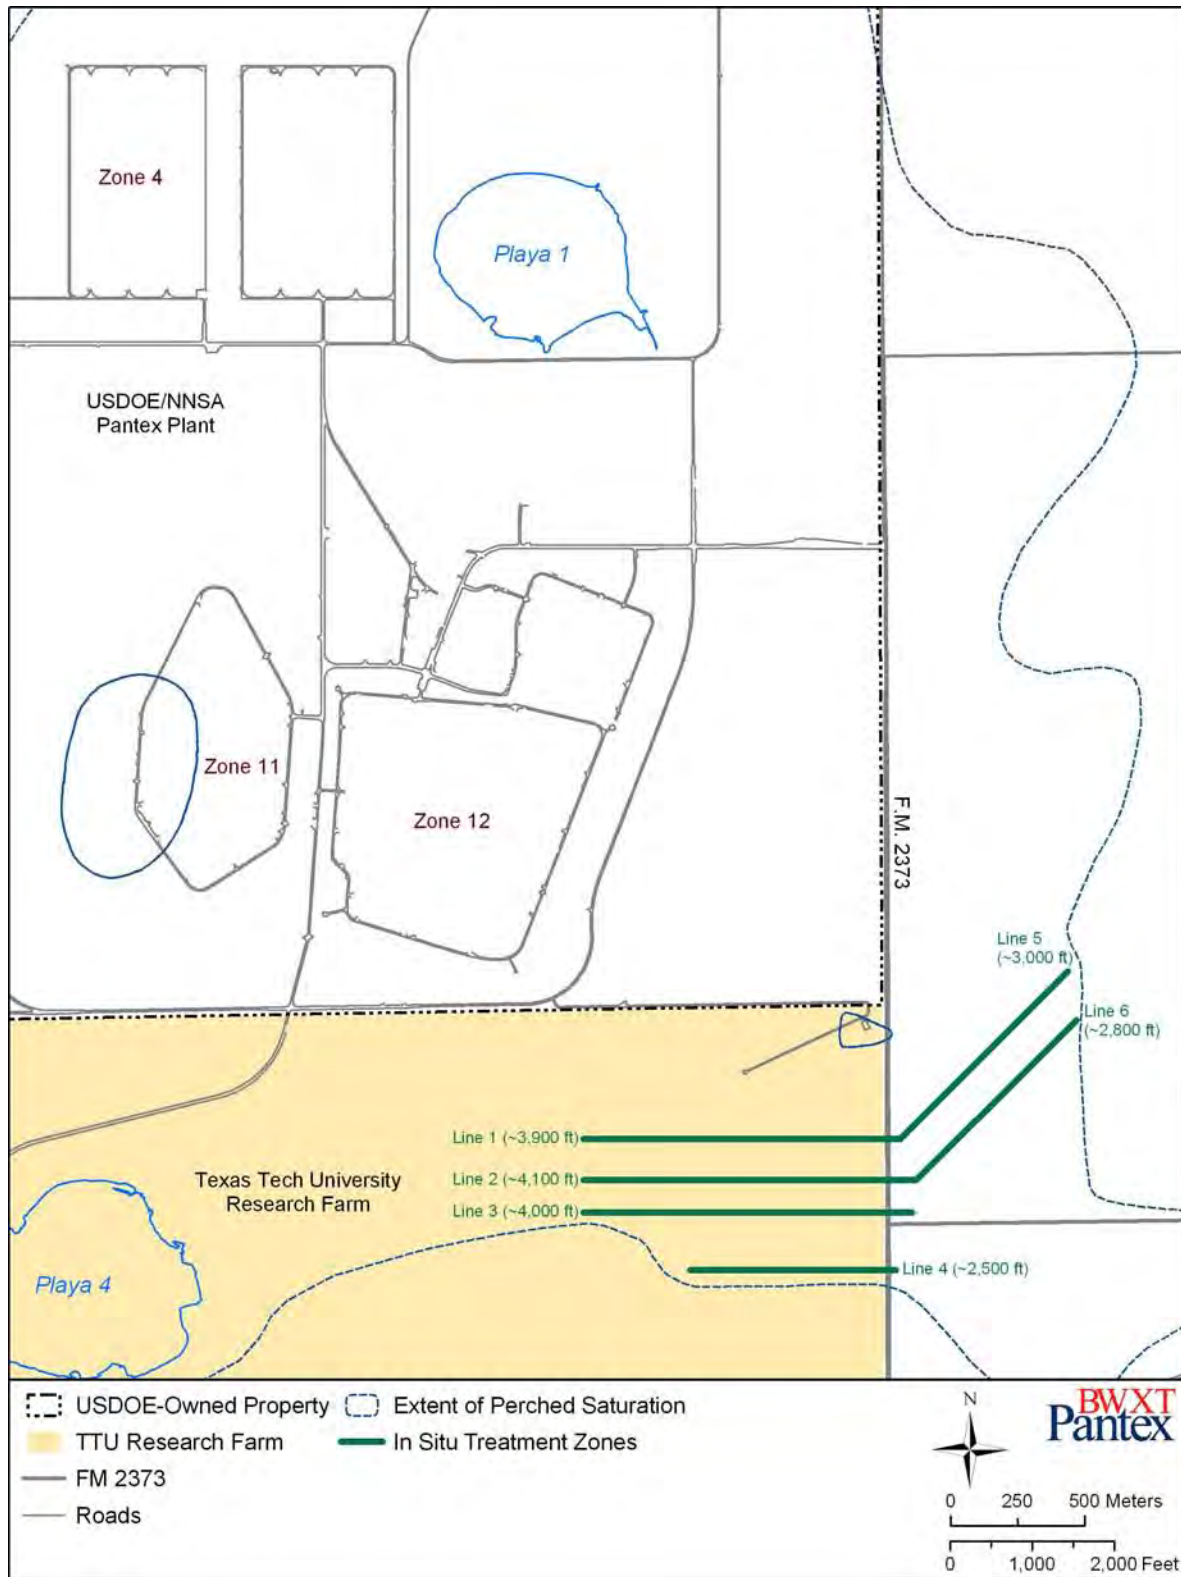 Zone 4
Playa 1
USDOE/NNSA
Pantex Plant
Zone 11
Zone 12
F.M. 2373
Line 5
(~3,000 ft)
Line 6
(~2,800 ft)
Line 1 (~3,900 ft)
Line 2 (~4,100 ft)
Line 3 (~4,000 ft)
Texas Tech University
Research Farm
Line 4 (~2,500 ft)
Playa 4
USDOE-Owned Property
Extent of Perched Saturation
TTU Research Farm
In Situ Treatment Zones
FM 2373
Roads
N
BWXT
Pantex
0 250 500 Meters
0 1,000 2,000 Feet